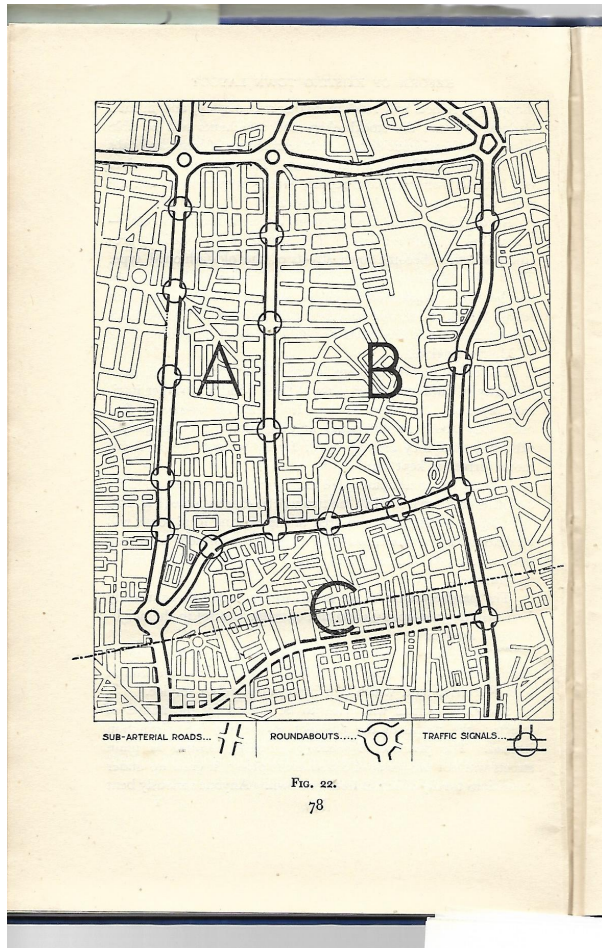 A
B
C
SUB-ARTERIAL ROADS...
ROUNDABOUTS.....
TRAFFIC SIGNALS...
FIG. 22.
78